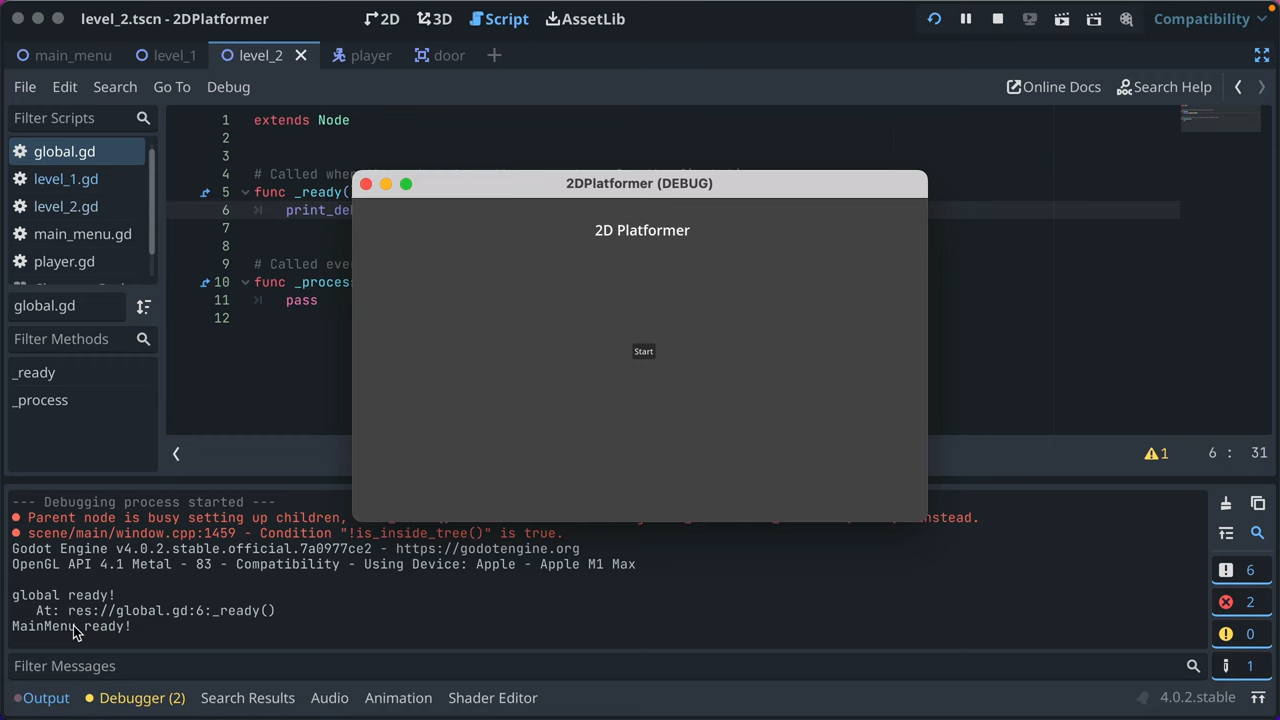 level_2.tscn - 2DPlatformer
2D
3D
Script
AssetLib
Compatibility
main_menu
level_1
level_2
player
door
File
Edit
Search
Go To
Debug
Online Docs
Search Help
Filter Scripts
global.gd
level_1.gd
level_2.gd
main_menu.gd
player.gd
global.gd
Filter Methods
_ready
_process
1 extends Node
2
3
4 # Called whe
5 func _ready(
6 print_de
7
8
9 # Called eve
10 func _process
11 pass
12
2DPlatformer (DEBUG)
2D Platformer
Start
1
6 : 31
--- Debugging process started ---
Parent node is busy setting up children, instead.
scene/main/window.cpp:1459 - Condition "!is_inside_tree()" is true.
Godot Engine v4.0.2.stable.official.7a0977ce2 - https://godotengine.org
OpenGL API 4.1 Metal - 83 - Compatibility - Using Device: Apple - Apple M1 Max
global ready!
At: res://global.gd:6:_ready()
MainMenu ready!
6
2
0
1
Filter Messages
Output
Debugger (2)
Search Results
Audio
Animation
Shader Editor
4.0.2.stable